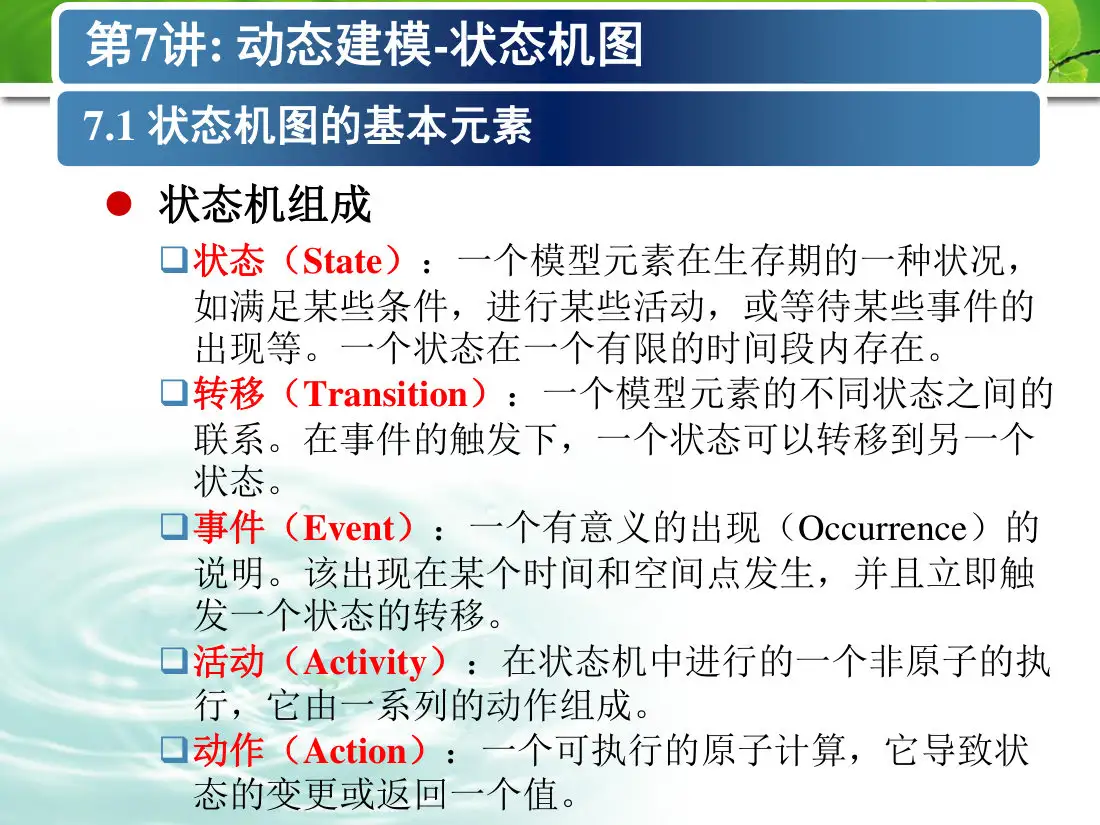 第7讲: 动态建模-状态机图
7.1 状态机图的基本元素
状态机组成
状态（State）：一个模型元素在生存期的一种状况，
如满足某些条件，进行某些活动，或等待某些事件的
出现等。一个状态在一个有限的时间段内存在。
转移（Transition）：一个模型元素的不同状态之间的
联系。在事件的触发下，一个状态可以转移到另一个
状态。
事件（Event）：一个有意义的出现（Occurrence）的
说明。该出现在某个时间和空间点发生，并且立即触
发一个状态的转移。
活动（Activity）：在状态机中进行的一个非原子的执
行，它由一系列的动作组成。
动作（Action）：一个可执行的原子计算，它导致状
态的变更或返回一个值。